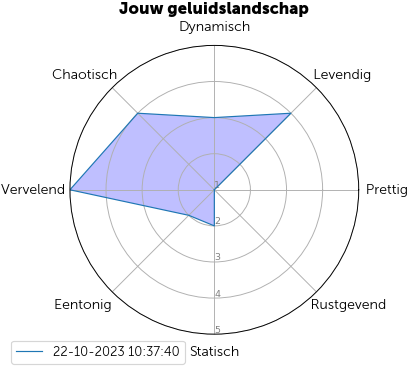 Jouw geluidslandschap
Dynamisch
Chaotisch
Levendig
Vervelend
1
Prettig
2
3
4
Eentonig
Rustgevend
5
22-10-2023 10:37:40
Statisch